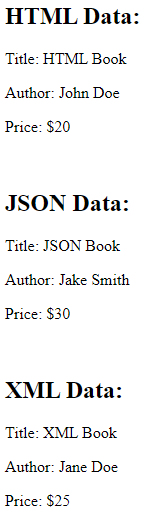 HTML Data:
Title: HTML Book
Author: John Doe
Price: $20
JSON Data:
Title: JSON Book
Author: Jake Smith
Price: $30
XML Data:
Title: XML Book
Author: Jane Doe
Price: $25